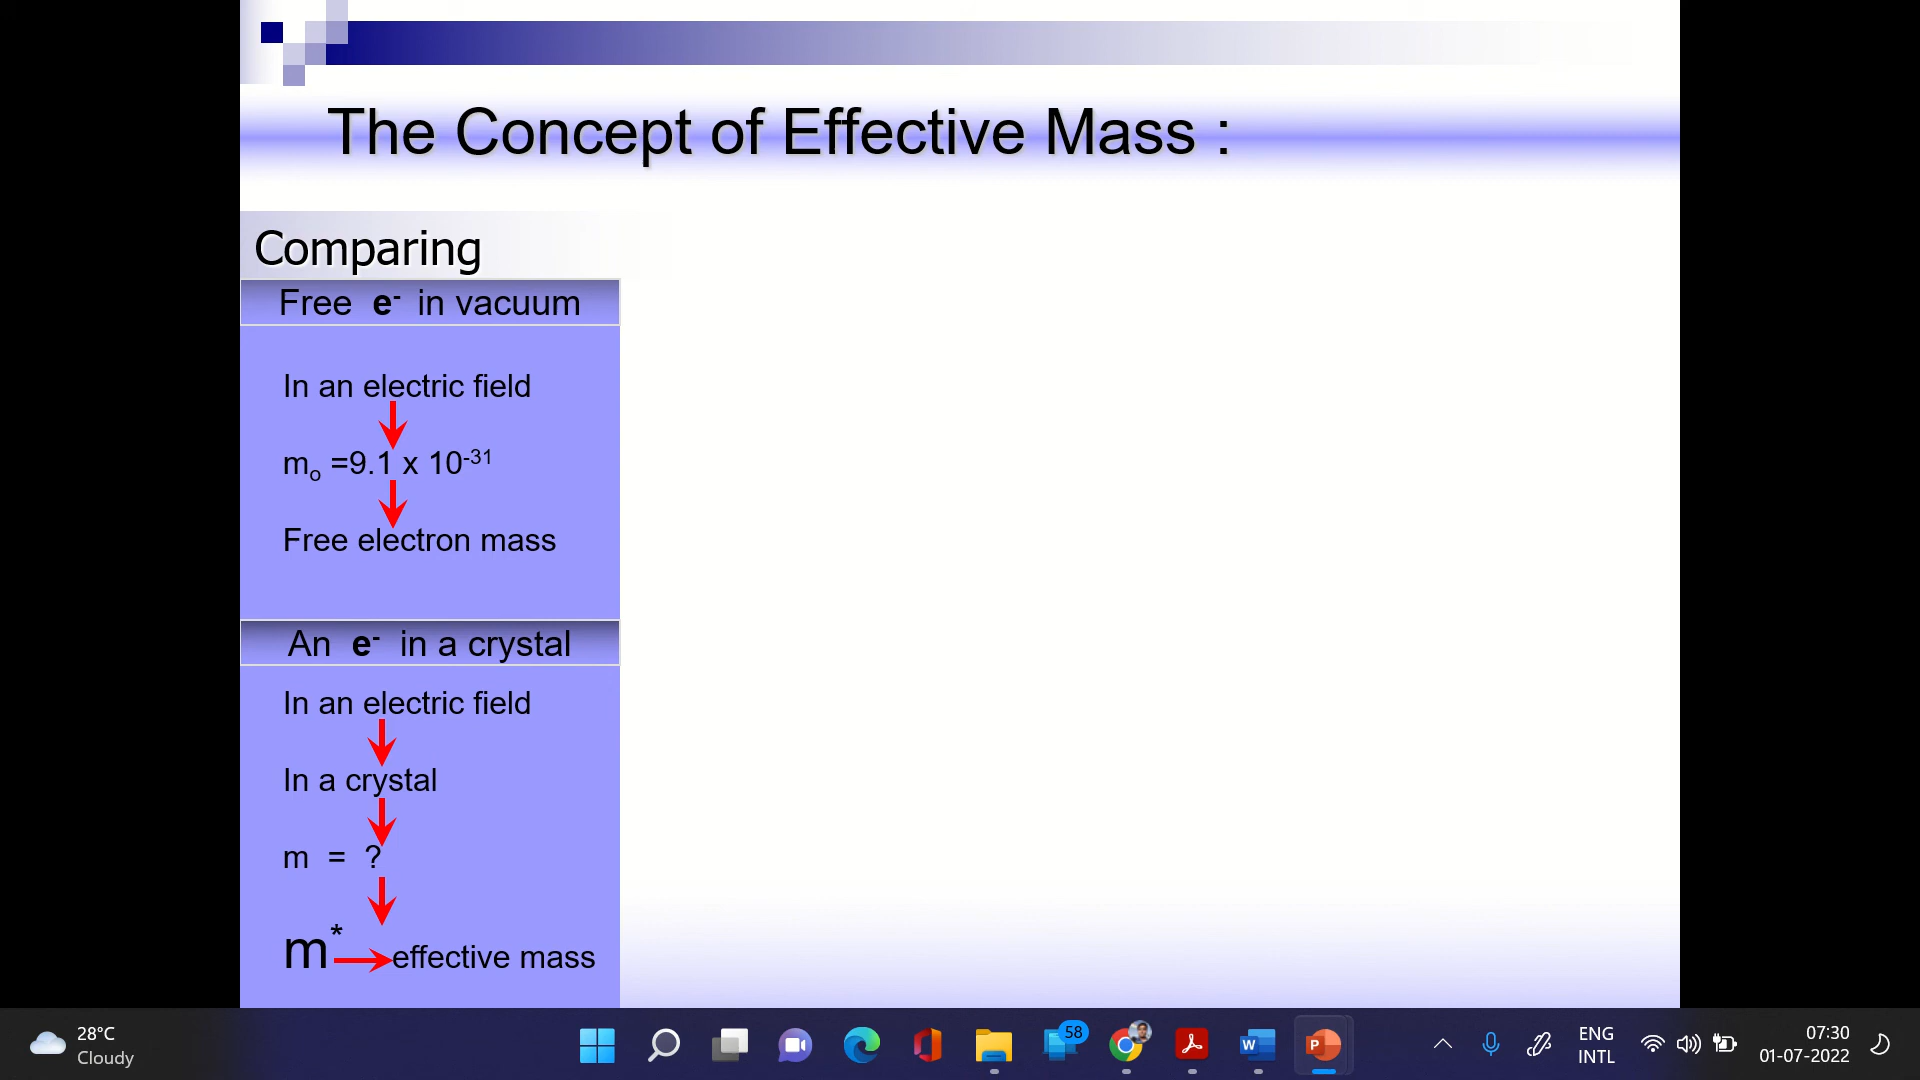 The Concept of Effective Mass :
Comparing
Free e⁻ in vacuum
In an electric field
mₒ =9.1 x 10⁻³¹
Free electron mass
An e⁻ in a crystal
In an electric field
In a crystal
m = ?
m* effective mass
28°C
Cloudy
58
W
P
ENG
INTL
07:30
01-07-2022